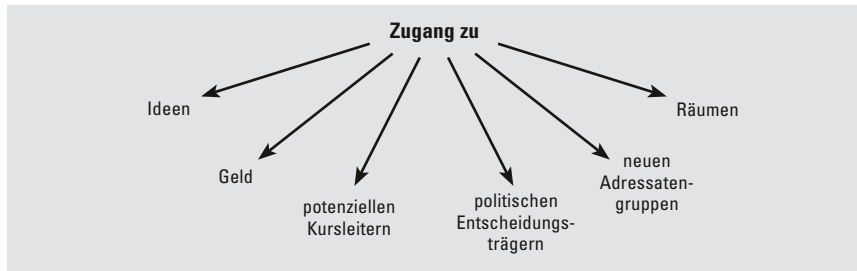 Zugang zu
Ideen
Geld
potenziellen
Kursleitern
politischen
Entscheidungs-
trägern
neuen
Adressaten-
gruppen
Räumen